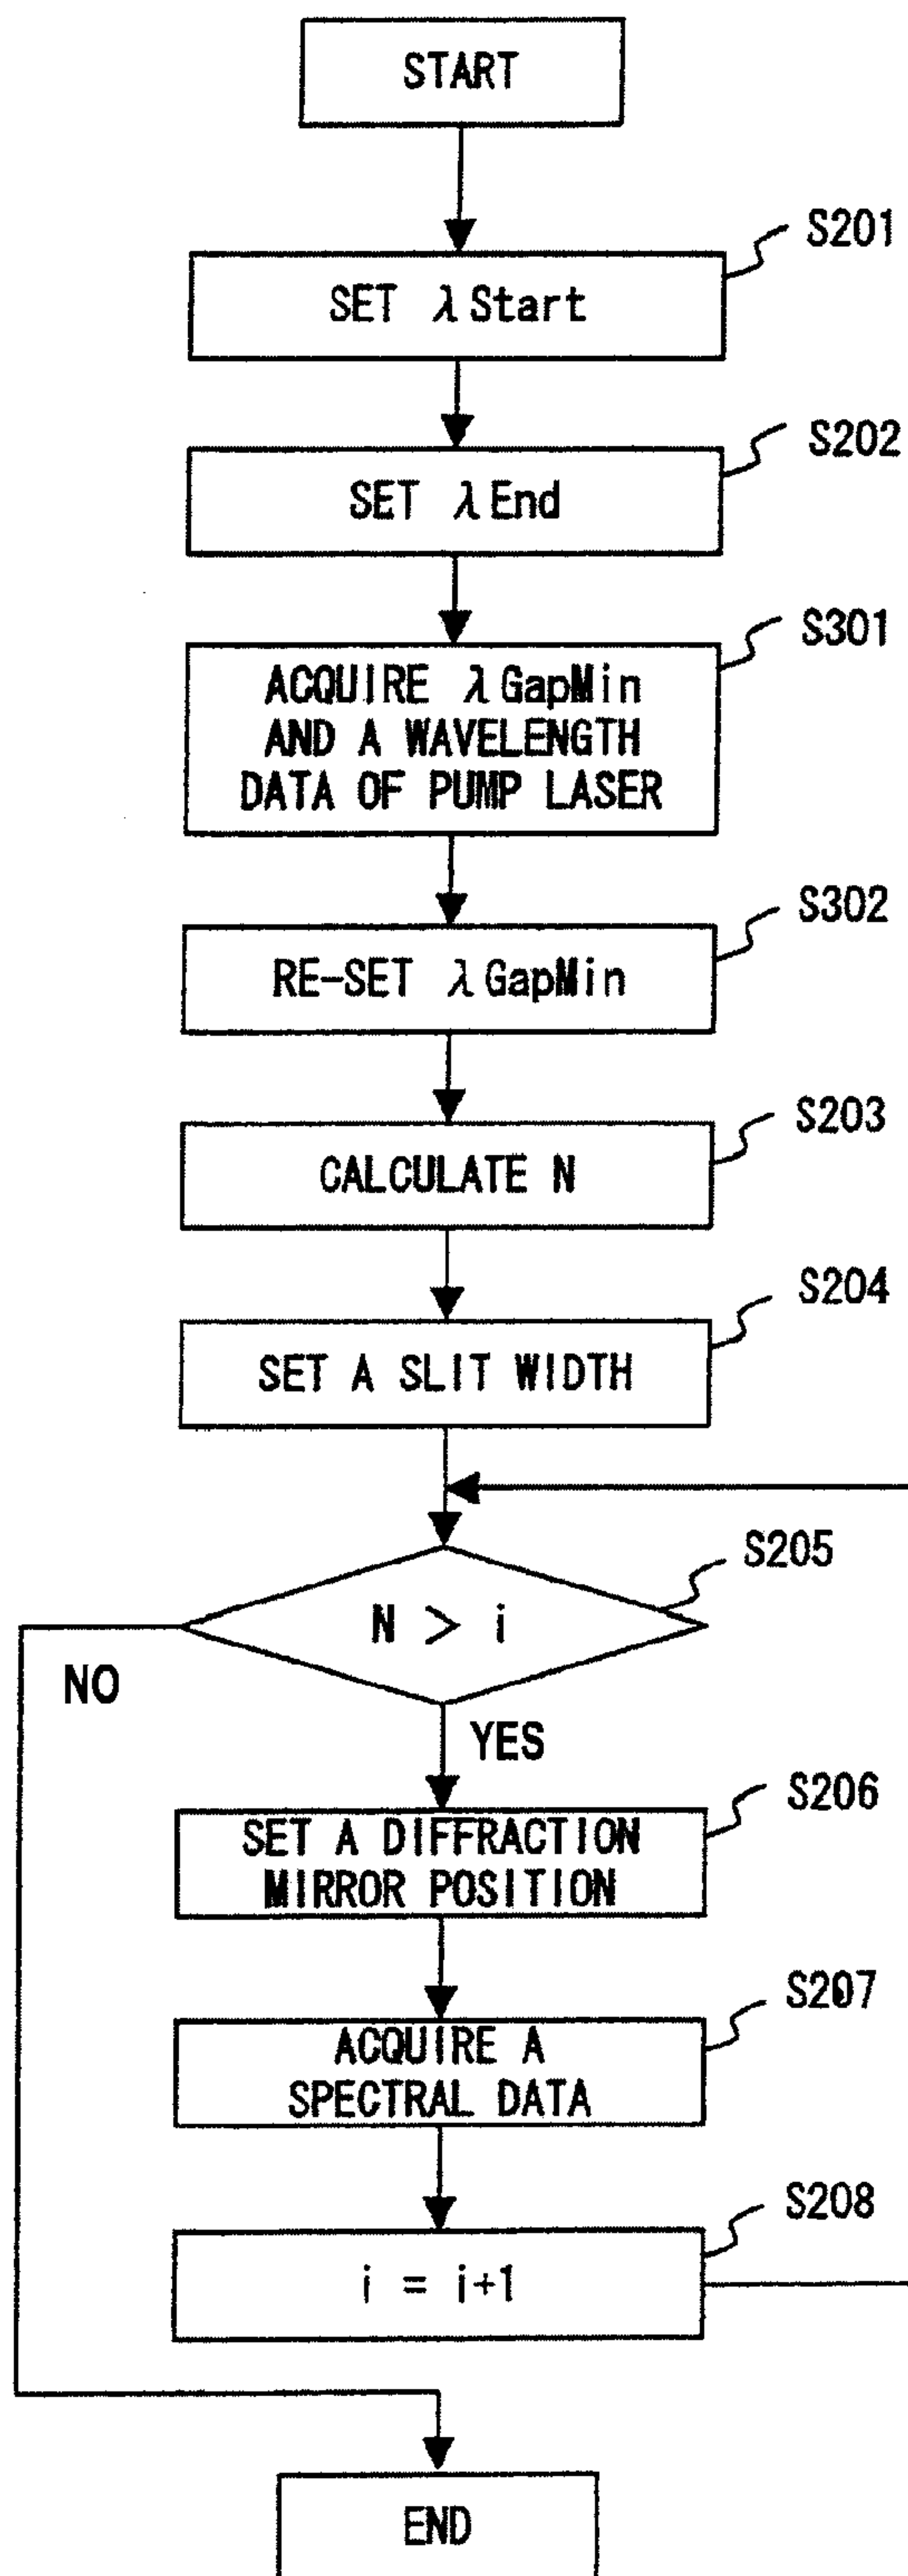 START
S201
SET λStart
S202
SET λEnd
S301
ACQUIRE λGapMin
AND A WAVELENGTH
DATA OF PUMP LASER
S302
RE-SET λGapMin
S203
CALCULATE N
S204
SET A SLIT WIDTH
S205
N > i
NO
YES
S206
SET A DIFFRACTION
MIRROR POSITION
S207
ACQUIRE A
SPECTRAL DATA
S208
i = i+1
END